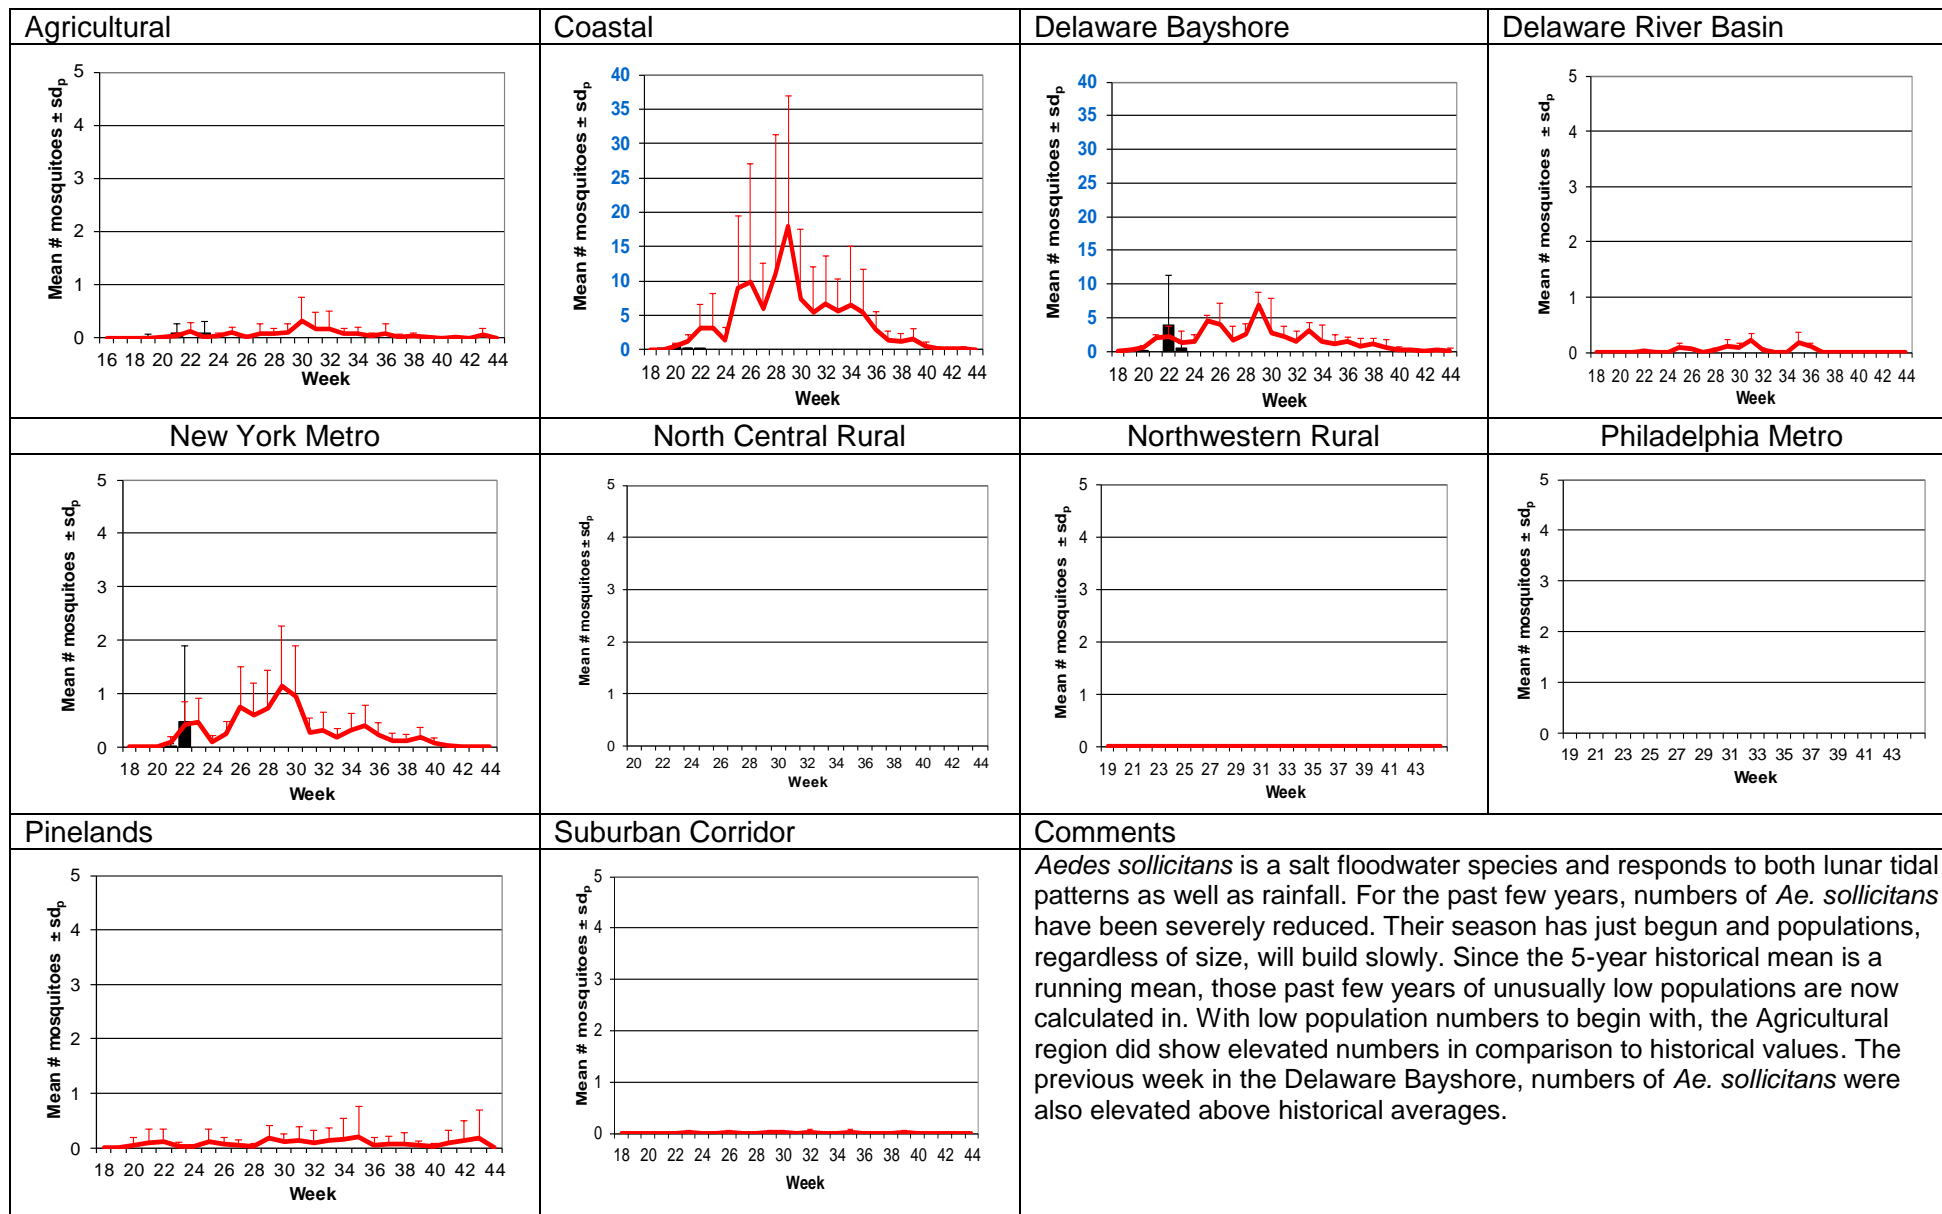 Agricultural
Mean # mosquitoes ± sdp
5
4
3
2
1
0
16 18 20 22 24 26 28 30 32 34 36 38 40 42 44
Week
Coastal
Mean # mosquitoes ± sdp
40
35
30
25
20
15
10
5
0
18 20 22 24 26 28 30 32 34 36 38 40 42 44
Week
Delaware Bayshore
Mean # mosquitoes ± sdp
40
35
30
25
20
15
10
5
0
18 20 22 24 26 28 30 32 34 36 38 40 42 44
Week
Delaware River Basin
Mean # mosquitoes ± sdp
5
4
3
2
1
0
18 20 22 24 26 28 30 32 34 36 38 40 42 44
Week
New York Metro
Mean # mosquitoes ± sdp
5
4
3
2
1
0
18 20 22 24 26 28 30 32 34 36 38 40 42 44
Week
North Central Rural
Mean # mosquitoes ± sdp
5
4
3
2
1
0
20 22 24 26 28 30 32 34 36 38 40 42 44
Week
Northwestern Rural
Mean # mosquitoes ± sdp
5
4
3
2
1
0
19 21 23 25 27 29 31 33 35 37 39 41 43
Week
Philadelphia Metro
Mean # mosquitoes ± sdp
5
4
3
2
1
0
19 21 23 25 27 29 31 33 35 37 39 41 43
Week
Pinelands
Mean # mosquitoes ± sdp
5
4
3
2
1
0
18 20 22 24 26 28 30 32 34 36 38 40 42 44
Week
Suburban Corridor
Mean # mosquitoes ± sdp
5
4
3
2
1
0
18 20 22 24 26 28 30 32 34 36 38 40 42 44
Week
Comments
Aedes sollicitans is a salt floodwater species and responds to both lunar tidal
patterns as well as rainfall. For the past few years, numbers of Ae. sollicitans
have been severely reduced. Their season has just begun and populations,
regardless of size, will build slowly. Since the 5-year historical mean is a
running mean, those past few years of unusually low populations are now
calculated in. With low population numbers to begin with, the Agricultural
region did show elevated numbers in comparison to historical values. The
previous week in the Delaware Bayshore, numbers of Ae. sollicitans were
also elevated above historical averages.